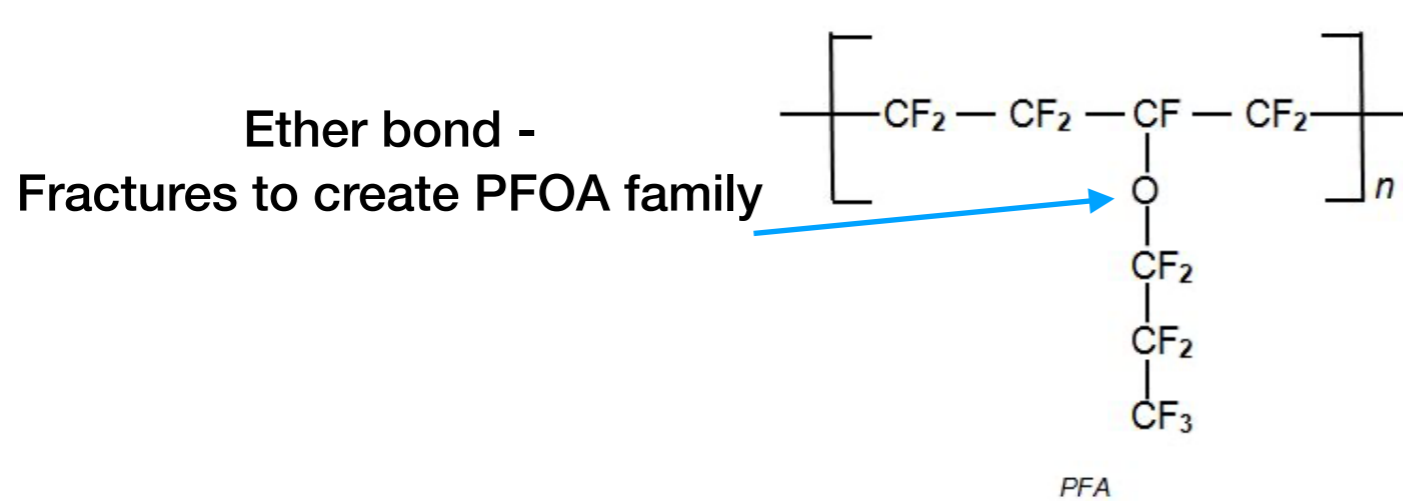 Ether bond -
Fractures to create PFOA family
CF₂ — CF₂ — CF — CF₂
n
O
CF₂
CF₂
CF₃
PFA